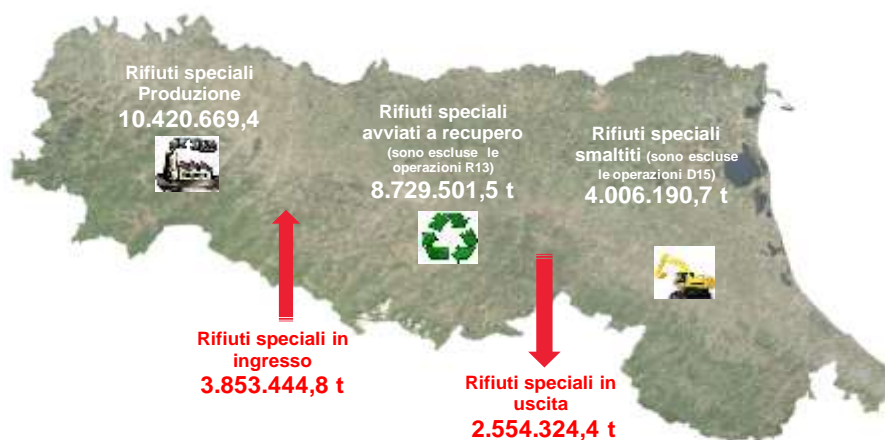 Rifiuti speciali
Produzione
10.420.669,4
Rifiuti speciali
avviati a recupero
(sono escluse le
operazioni R13)
8.729.501,5 t
Rifiuti speciali
smaltiti (sono escluse
le operazioni D15)
4.006.190,7 t
Rifiuti speciali in
ingresso
3.853.444,8 t
Rifiuti speciali in
uscita
2.554.324,4 t